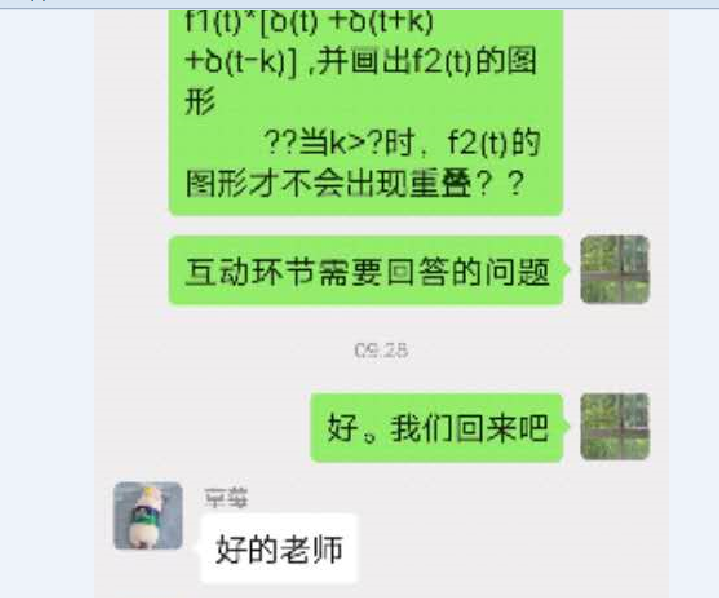 f1(t)*[δ(t) +δ(t+k)
+δ(t-k)] ,并画出f2(t)的图
形
??当k>?时，f2(t)的
图形才不会出现重叠？？
互动环节需要回答的问题
09:28
好。我们回来吧
好的老师